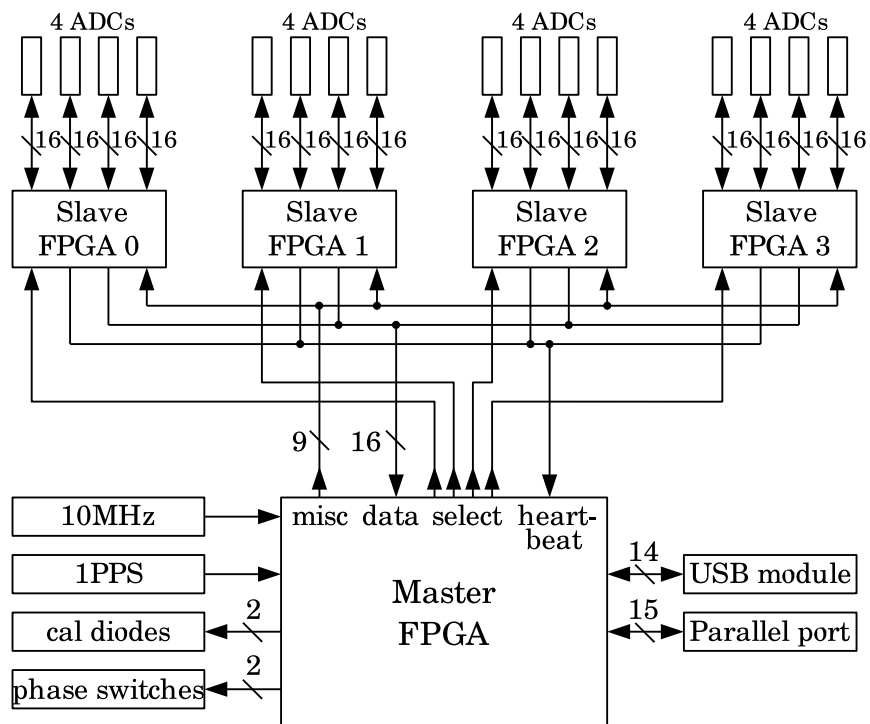 4 ADCs 4 ADCs 4 ADCs 4 ADCs
16 16 16 16 16 16 16 16 16 16 16 16 16 16 16 16
Slave Slave Slave Slave
FPGA 0 FPGA 1 FPGA 2 FPGA 3
9 16
misc data select heart-
beat
10MHz
1PPS
cal diodes
2
phase switches
2
Master
FPGA
14
USB module
15
Parallel port